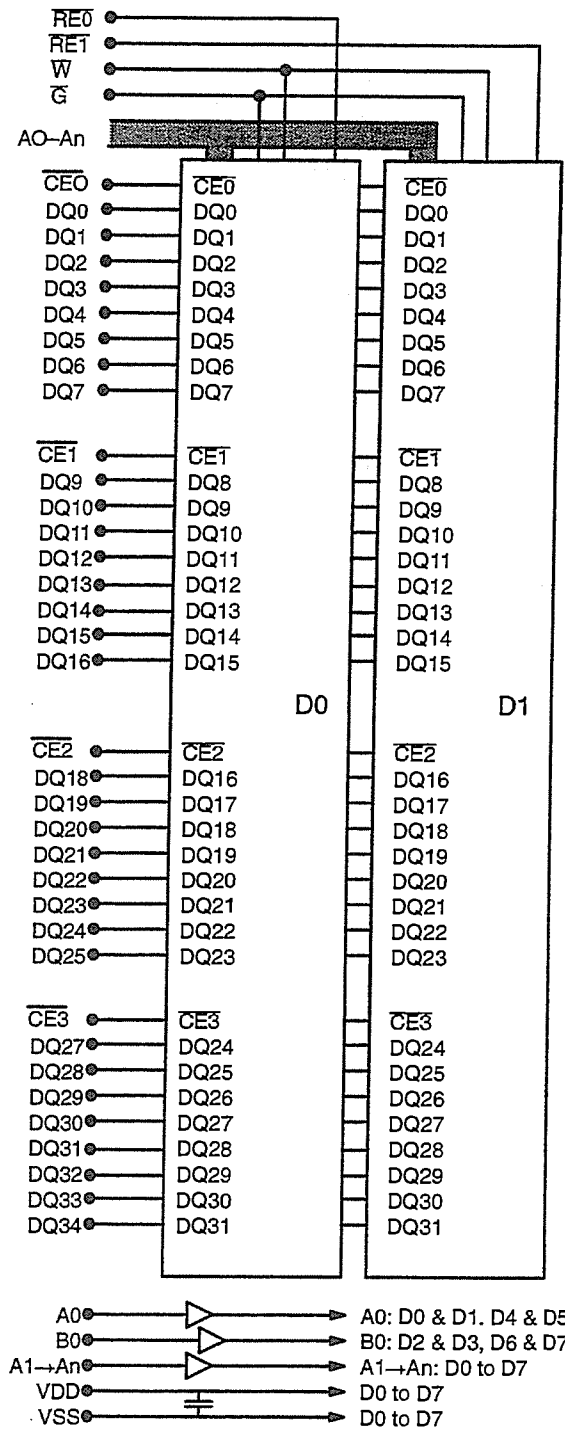 RE0
RE1
W
G
AO–An
CEO CE0 CE0
DQ0 DQ0 DQ0
DQ1 DQ1 DQ1
DQ2 DQ2 DQ2
DQ3 DQ3 DQ3
DQ4 DQ4 DQ4
DQ5 DQ5 DQ5
DQ6 DQ6 DQ6
DQ7 DQ7 DQ7
CE1 CE1 CE1
DQ9 DQ8 DQ8
DQ10 DQ9 DQ9
DQ11 DQ10 DQ10
DQ12 DQ11 DQ11
DQ13 DQ12 DQ12
DQ14 DQ13 DQ13
DQ15 DQ14 DQ14
DQ16 DQ15 DQ15
D0 D1
CE2 CE2 CE2
DQ18 DQ16 DQ16
DQ19 DQ17 DQ17
DQ20 DQ18 DQ18
DQ21 DQ19 DQ19
DQ22 DQ20 DQ20
DQ23 DQ21 DQ21
DQ24 DQ22 DQ22
DQ25 DQ23 DQ23
CE3 CE3 CE3
DQ27 DQ24 DQ24
DQ28 DQ25 DQ25
DQ29 DQ26 DQ26
DQ30 DQ27 DQ27
DQ31 DQ28 DQ28
DQ32 DQ29 DQ29
DQ33 DQ30 DQ30
DQ34 DQ31 DQ31
A0 A0: D0 & D1. D4 & D5
B0 B0: D2 & D3, D6 & D7
A1→An A1→An: D0 to D7
VDD D0 to D7
VSS D0 to D7